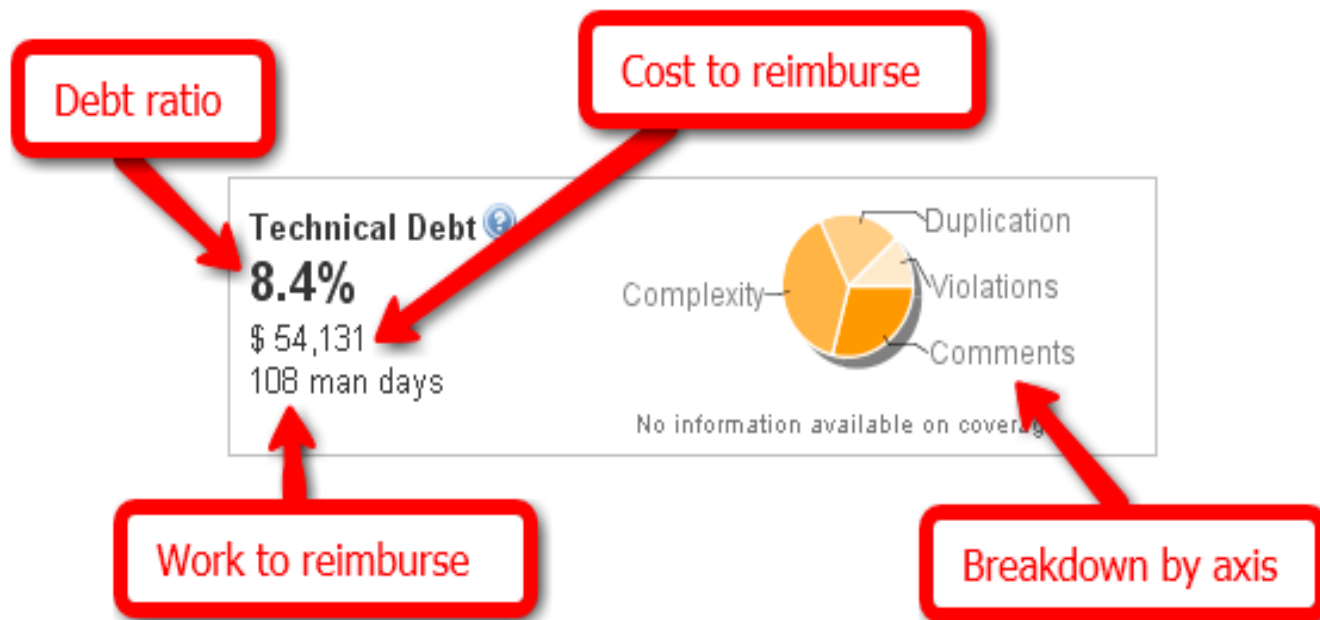 Cost to reimburse
Debt ratio
Technical Debt ?
8.4%
$ 54,131
108 man days
Duplication
Violations
Complexity
Comments
No information available on coverag
Work to reimburse
Breakdown by axis